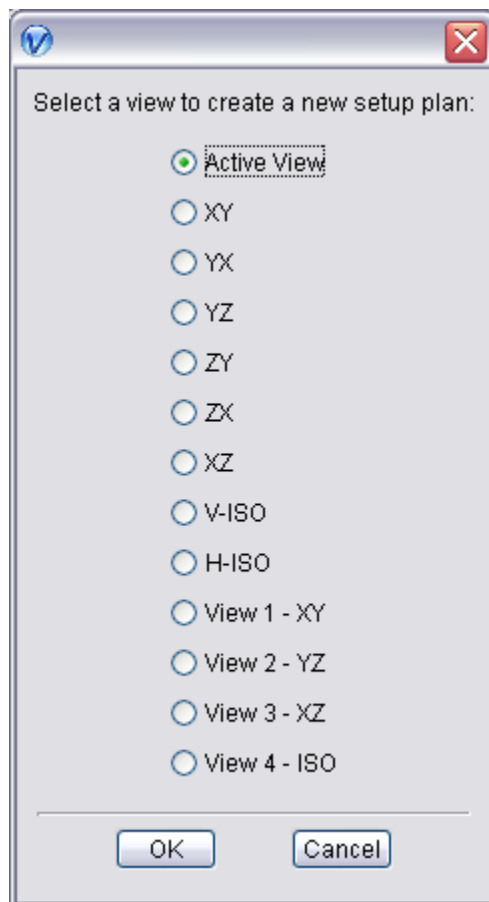 Select a view to create a new setup plan:
Active View
XY
YX
YZ
ZY
ZX
XZ
V-ISO
H-ISO
View 1 - XY
View 2 - YZ
View 3 - XZ
View 4 - ISO
OK
Cancel